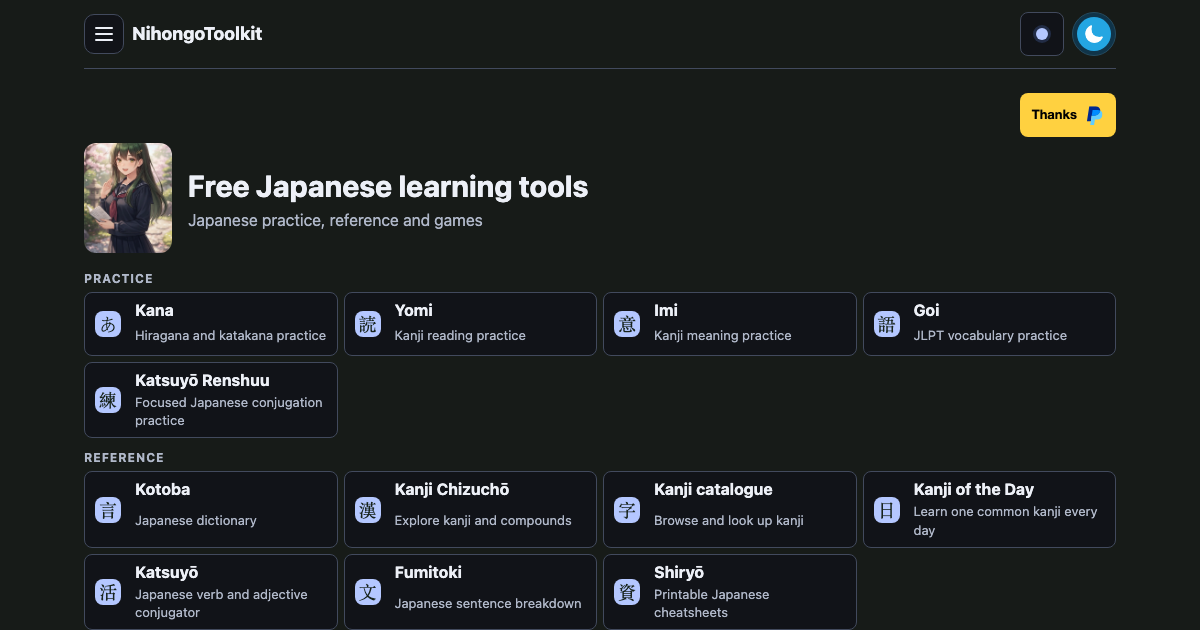 NihongoToolkit
Thanks
Free Japanese learning tools
Japanese practice, reference and games
PRACTICE
あ
Kana
Hiragana and katakana practice
読
Yomi
Kanji reading practice
意
Imi
Kanji meaning practice
語
Goi
JLPT vocabulary practice
練
Katsuyō Renshuu
Focused Japanese conjugation
practice
REFERENCE
言
Kotoba
Japanese dictionary
漢
Kanji Chizuchō
Explore kanji and compounds
字
Kanji catalogue
Browse and look up kanji
日
Kanji of the Day
Learn one common kanji every
day
活
Katsuyō
Japanese verb and adjective
conjugator
文
Fumitoki
Japanese sentence breakdown
資
Shiryō
Printable Japanese
cheatsheets